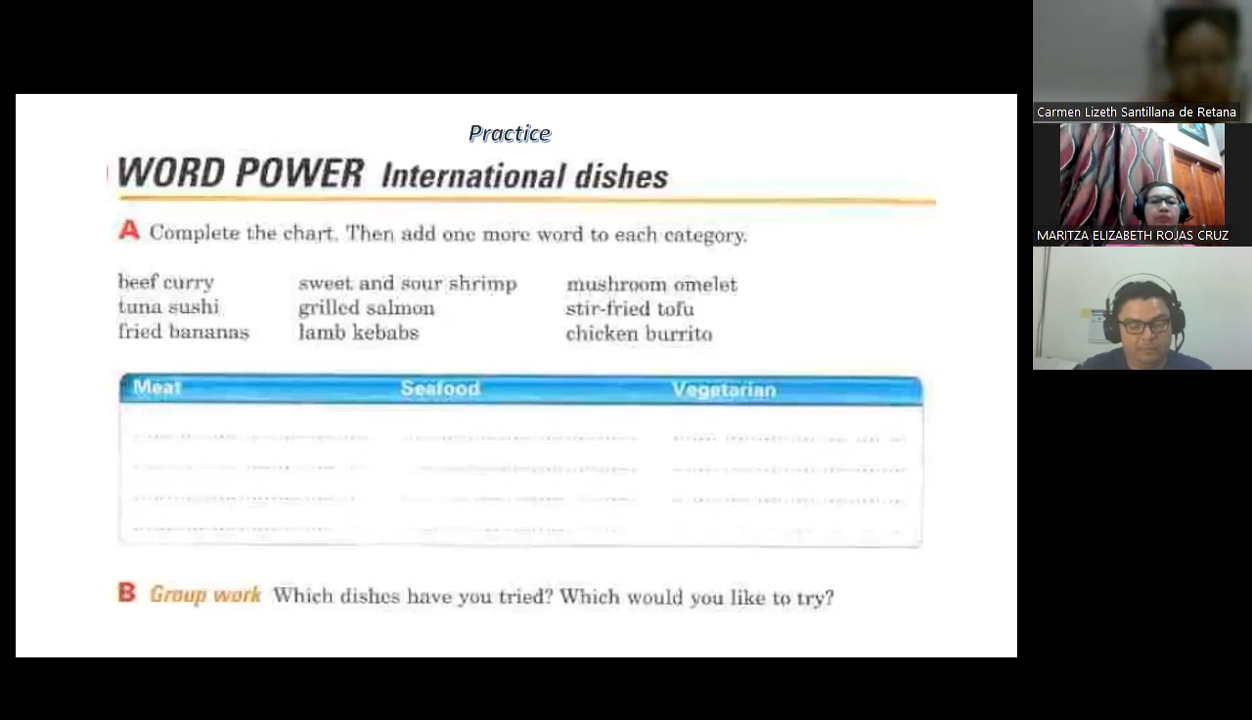 Practice
WORD POWER International dishes
A Complete the chart. Then add one more word to each category.
beef curry sweet and sour shrimp mushroom omelet
tuna sushi grilled salmon stir-fried tofu
fried bananas lamb kebabs chicken burrito
Meat Seafood Vegetarian
B Group work Which dishes have you tried? Which would you like to try?
Carmen Lizeth Santillana de Retana
MARITZA ELIZABETH ROJAS CRUZ